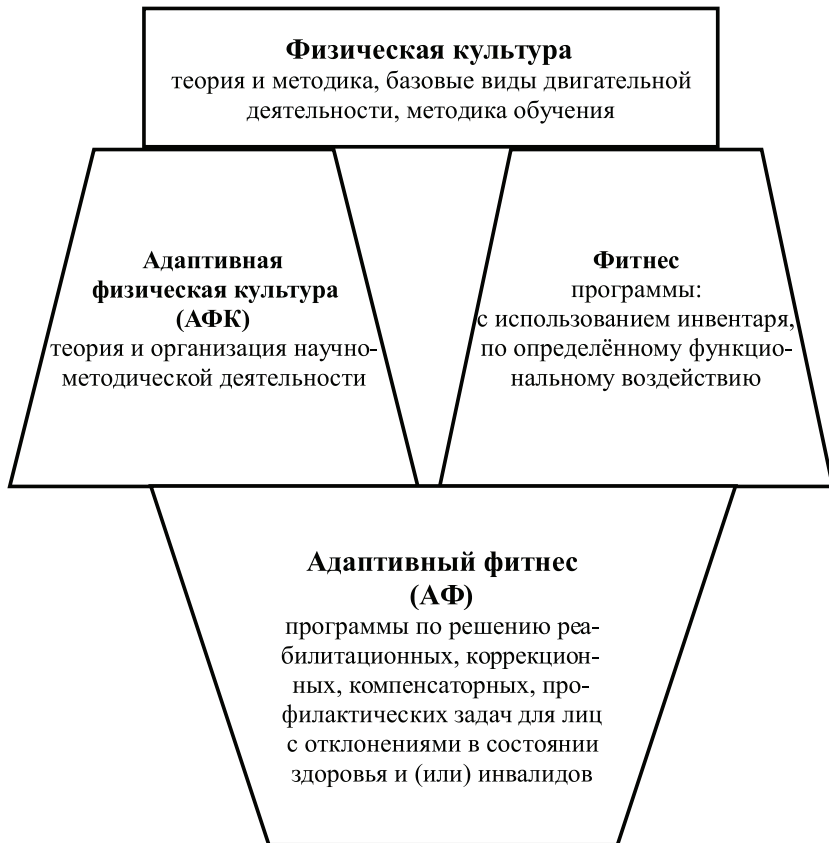 Физическая культура
теория и методика, базовые виды двигательной
деятельности, методика обучения
Адаптивная
физическая культура
(АФК)
теория и организация научно-
методической деятельности
Фитнес
программы:
с использованием инвентаря,
по определённому функцио-
нальному воздействию
Адаптивный фитнес
(АФ)
программы по решению реа-
билитационных, коррекцион-
ных, компенсаторных, про-
филактических задач для лиц
с отклонениями в состоянии
здоровья и (или) инвалидов